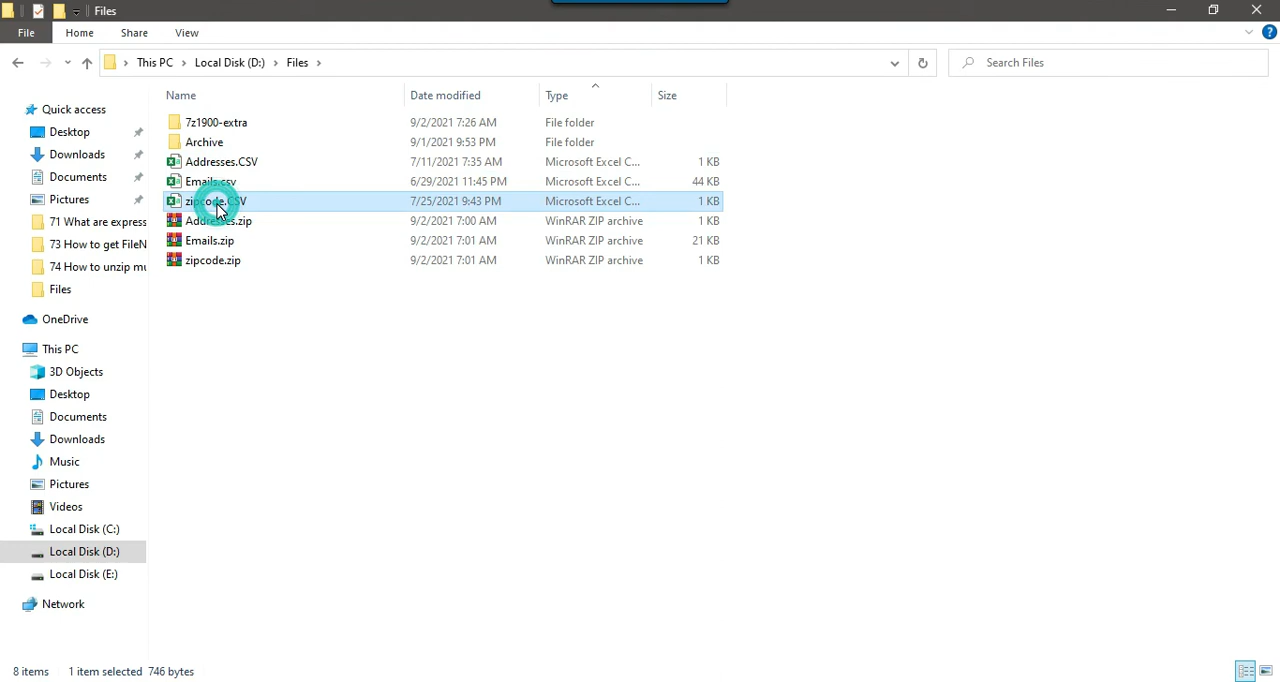 Files
File Home Share View
This PC Local Disk (D:) Files Search Files
Name Date modified Type Size
7z1900-extra 9/2/2021 7:26 AM File folder
Archive 9/1/2021 9:53 PM File folder
Addresses.CSV 7/11/2021 7:35 AM Microsoft Excel C... 1 KB
Emails.csv 6/29/2021 11:45 PM Microsoft Excel C... 44 KB
zipcode.CSV 7/25/2021 9:43 PM Microsoft Excel C... 1 KB
Addresses.zip 9/2/2021 7:00 AM WinRAR ZIP archive 1 KB
Emails.zip 9/2/2021 7:01 AM WinRAR ZIP archive 21 KB
zipcode.zip 9/2/2021 7:01 AM WinRAR ZIP archive 1 KB
Quick access
Desktop
Downloads
Documents
Pictures
71 What are express
73 How to get FileN
74 How to unzip mu
Files
OneDrive
This PC
3D Objects
Desktop
Documents
Downloads
Music
Pictures
Videos
Local Disk (C:)
Local Disk (D:)
Local Disk (E:)
Network
8 items 1 item selected 746 bytes